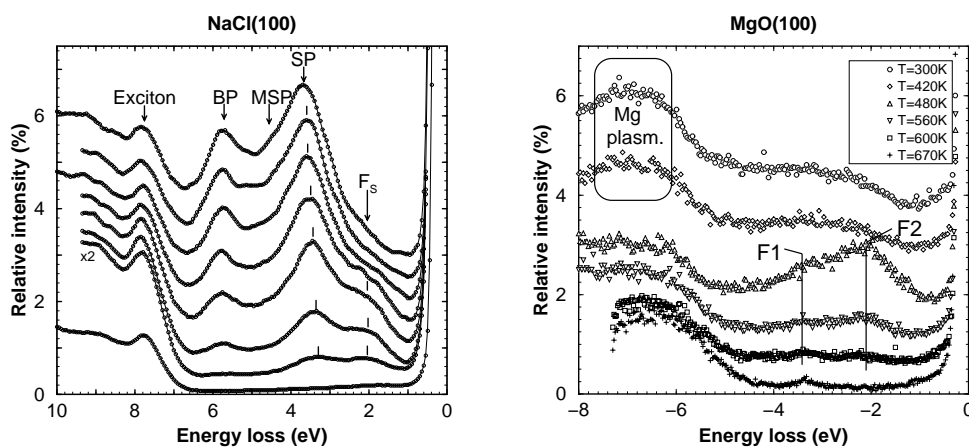 NaCl(100)
MgO(100)
SP
Exciton
BP
MSP
F_S
x2
Relative intensity (%)
6
4
2
0
10
8
6
4
2
0
Energy loss (eV)
Mg
plasm.
T=300K
T=420K
T=480K
T=560K
T=600K
T=670K
F1
F2
Relative intensity (%)
6
4
2
0
−8
−6
−4
−2
0
Energy loss (eV)